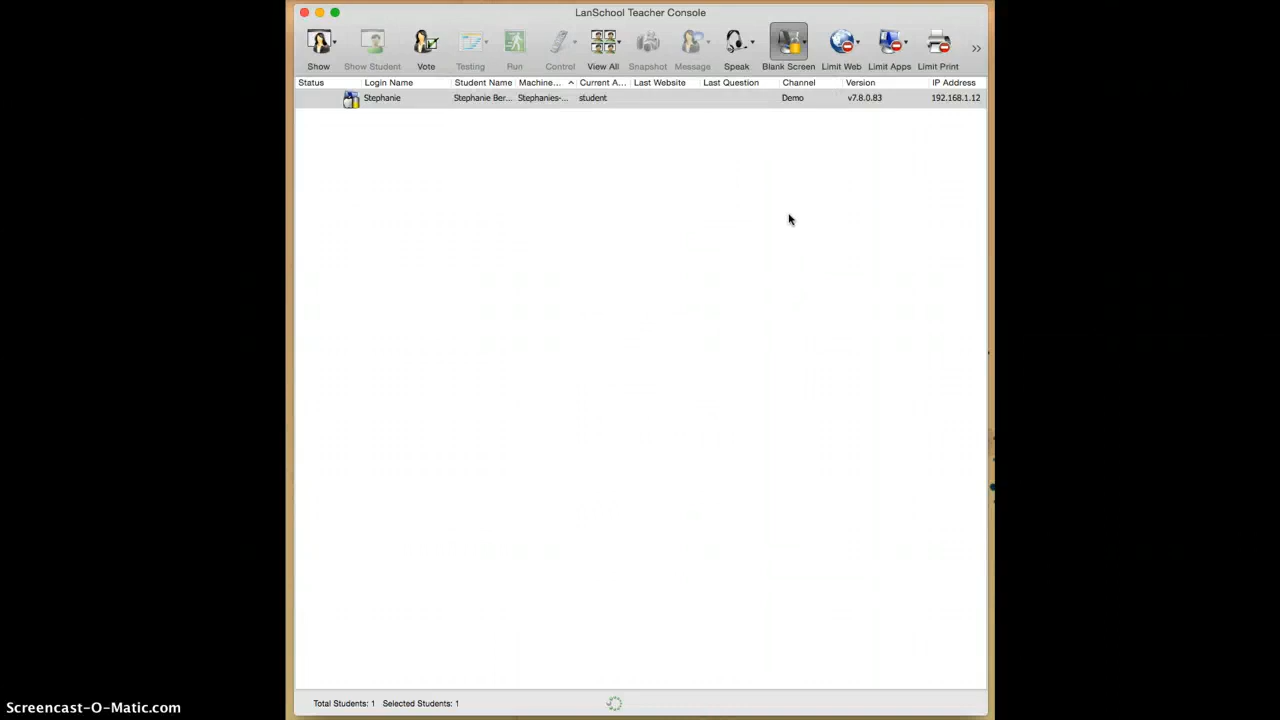 LanSchool Teacher Console
Show Show Student Vote Testing Run Control View All Snapshot Message Speak Blank Screen Limit Web Limit Apps Limit Print
Status Login Name Student Name Machine... Current A... Last Website Last Question Channel Version IP Address
Stephanie Stephanie Ber... Stephanies-... student Demo v7.8.0.83 192.168.1.12
Total Students: 1 Selected Students: 1
Screencast-O-Matic.com